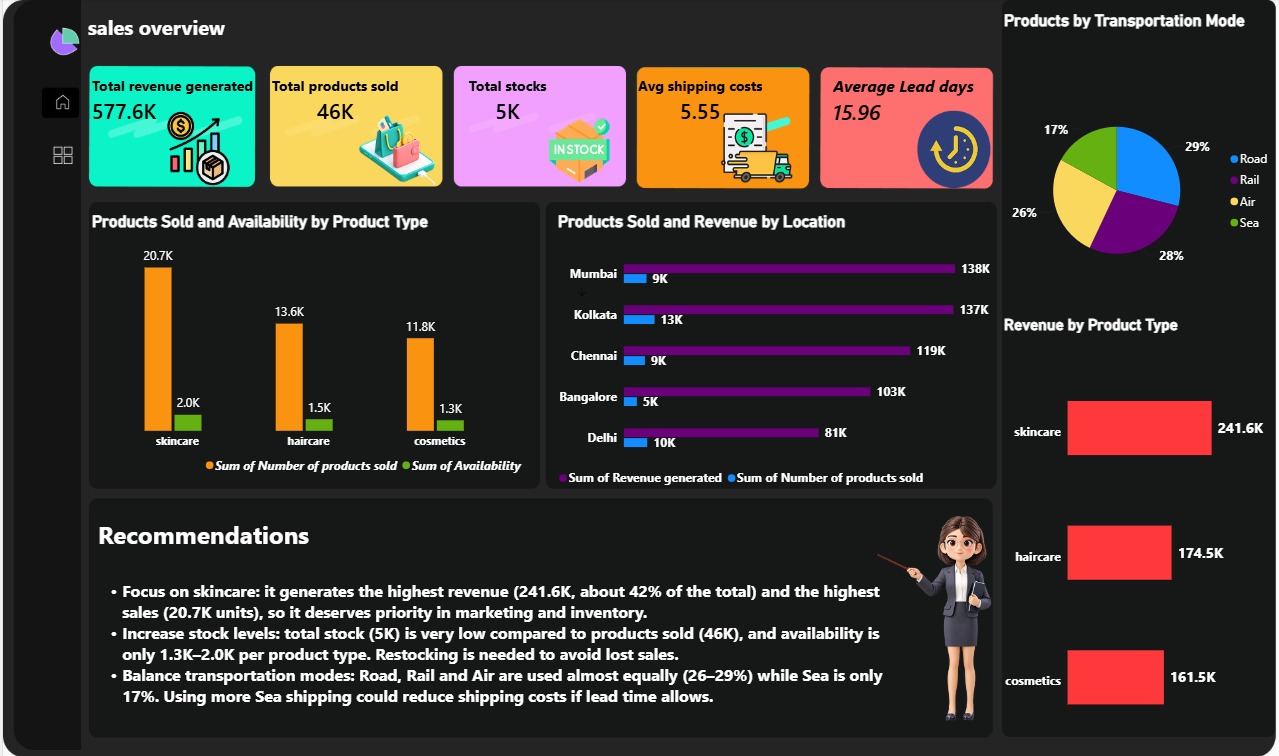 sales overview
Total revenue generated
577.6K
Total products sold
46K
Total stocks
5K
IN STOCK
Avg shipping costs
5.55
Average Lead days
15.96
Products Sold and Availability by Product Type
20.7K
2.0K
skincare
13.6K
1.5K
haircare
11.8K
1.3K
cosmetics
Sum of Number of products sold Sum of Availability
Products Sold and Revenue by Location
Mumbai 138K
9K
Kolkata 137K
13K
Chennai 119K
9K
Bangalore 103K
5K
Delhi 81K
10K
Sum of Revenue generated Sum of Number of products sold
Products by Transportation Mode
17%
29%
26%
28%
Road
Rail
Air
Sea
Revenue by Product Type
skincare 241.6K
haircare 174.5K
cosmetics 161.5K
Recommendations
• Focus on skincare: it generates the highest revenue (241.6K, about 42% of the total) and the highest
sales (20.7K units), so it deserves priority in marketing and inventory.
• Increase stock levels: total stock (5K) is very low compared to products sold (46K), and availability is
only 1.3K–2.0K per product type. Restocking is needed to avoid lost sales.
• Balance transportation modes: Road, Rail and Air are used almost equally (26–29%) while Sea is only
17%. Using more Sea shipping could reduce shipping costs if lead time allows.